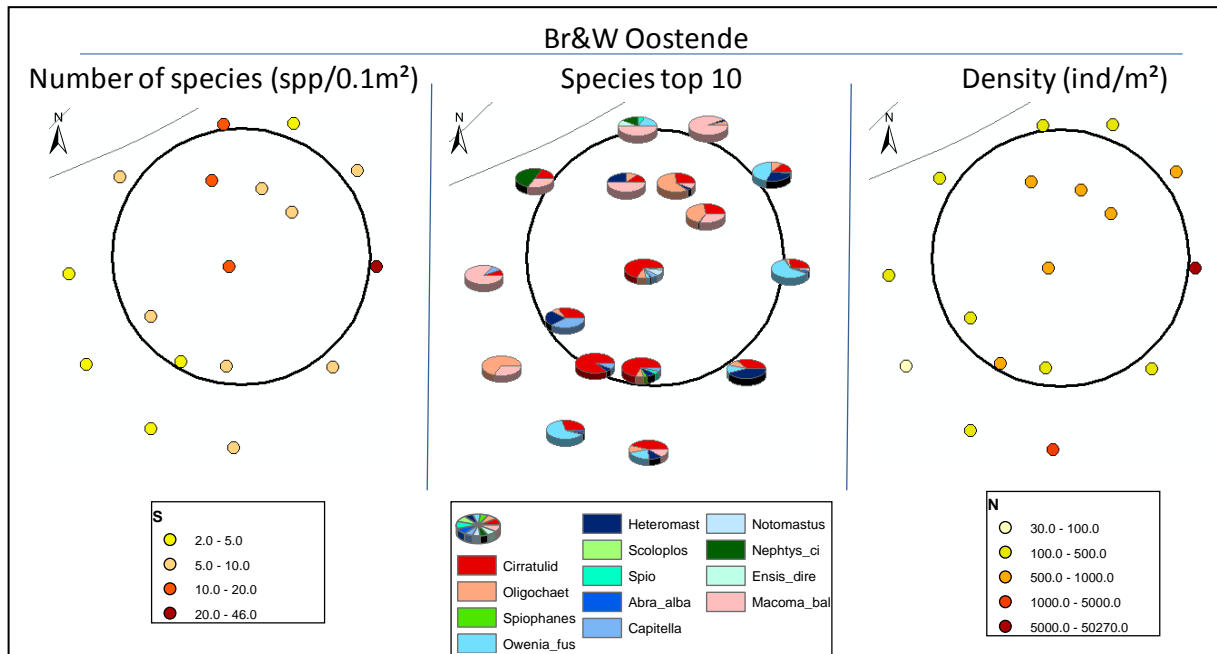 Br&W Oostende
Number of species (spp/0.1m²)
Species top 10
Density (ind/m²)
N
N
N
S
2.0 - 5.0
5.0 - 10.0
10.0 - 20.0
20.0 - 46.0
Cirratulid
Oligochaet
Spiophanes
Owenia_fus
Heteromast
Scoloplos
Spio
Abra_alba
Capitella
Notomastus
Nephtys_ci
Ensis_dire
Macoma_bal
N
30.0 - 100.0
100.0 - 500.0
500.0 - 1000.0
1000.0 - 5000.0
5000.0 - 50270.0